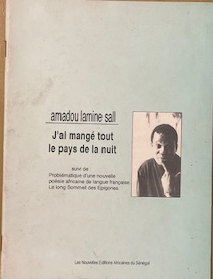 amadou lamine sall
J'ai mangé tout
le pays de la nuit
suivi de
Problématique d'une nouvelle
poésie africaine de langue française
Le long Sommeil des Epigones
Les Nouvelles Editions Africaines du Sénégal